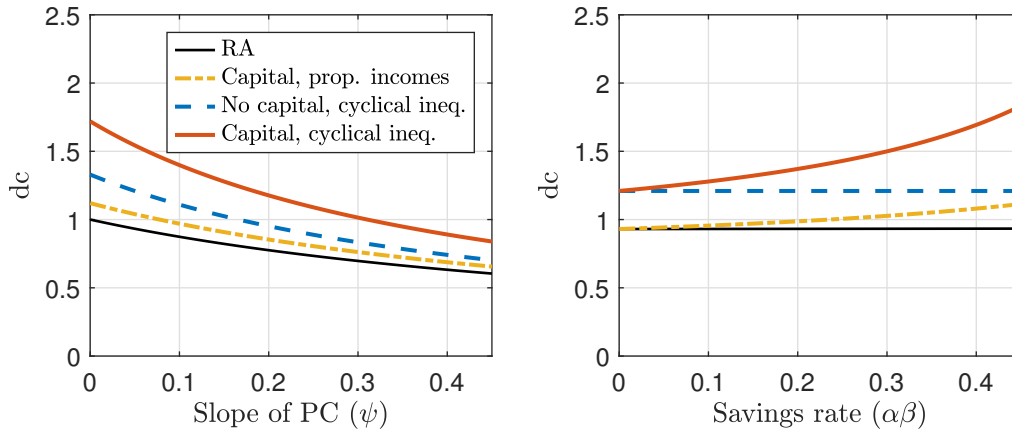 2.5
2
1.5
1
0.5
0
dc
RA
Capital, prop. incomes
No capital, cyclical ineq.
Capital, cyclical ineq.
0 0.1 0.2 0.3 0.4
Slope of PC (ψ)
2.5
2
1.5
1
0.5
0
dc
0 0.1 0.2 0.3 0.4
Savings rate (αβ)